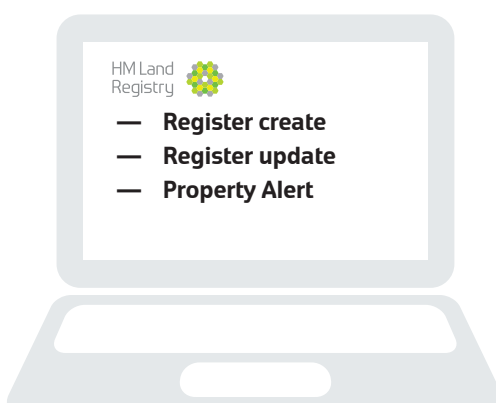 HM Land
Registry
— Register create
— Register update
— Property Alert